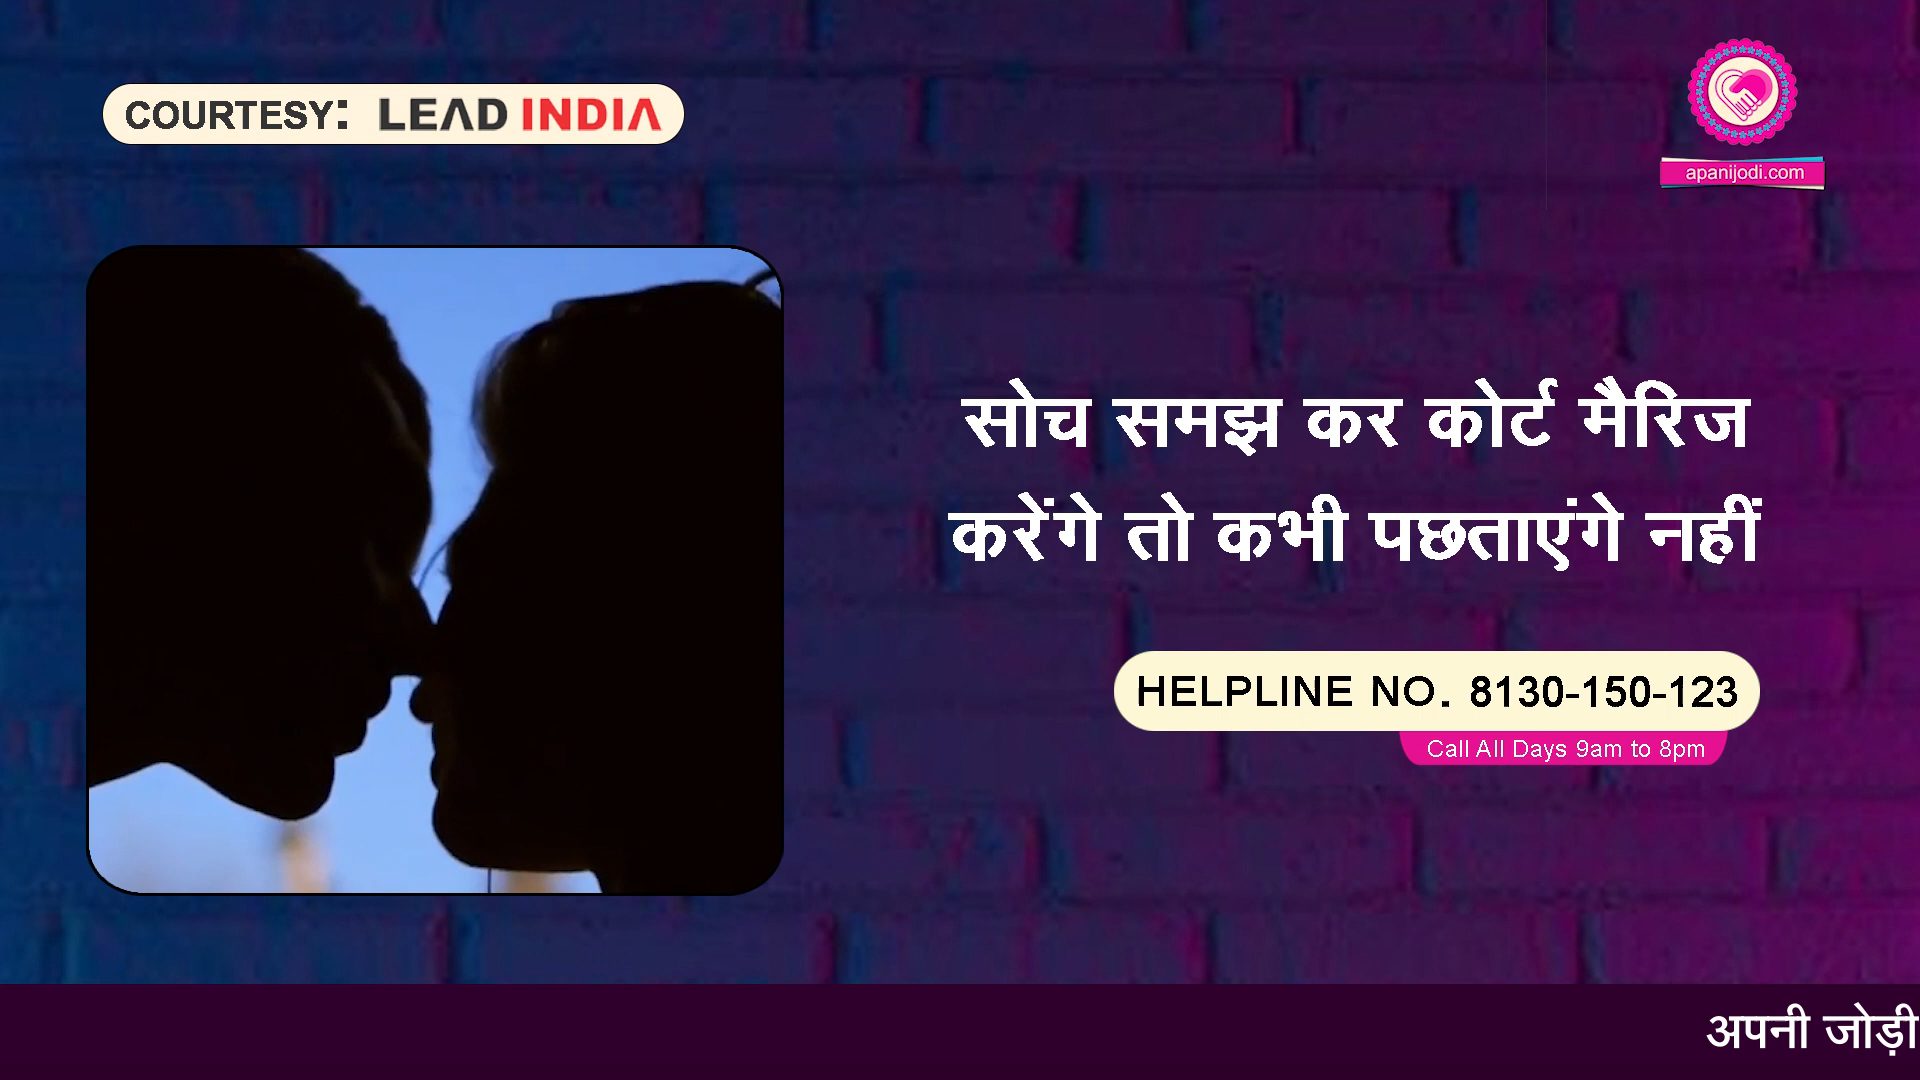 COURTESY: LEAD INDIA
apanijodi.com
सोच समझ कर कोर्ट मैरिज
करेंगे तो कभी पछताएंगे नहीं
HELPLINE NO. 8130-150-123
Call All Days 9am to 8pm
अपनी जोड़ी